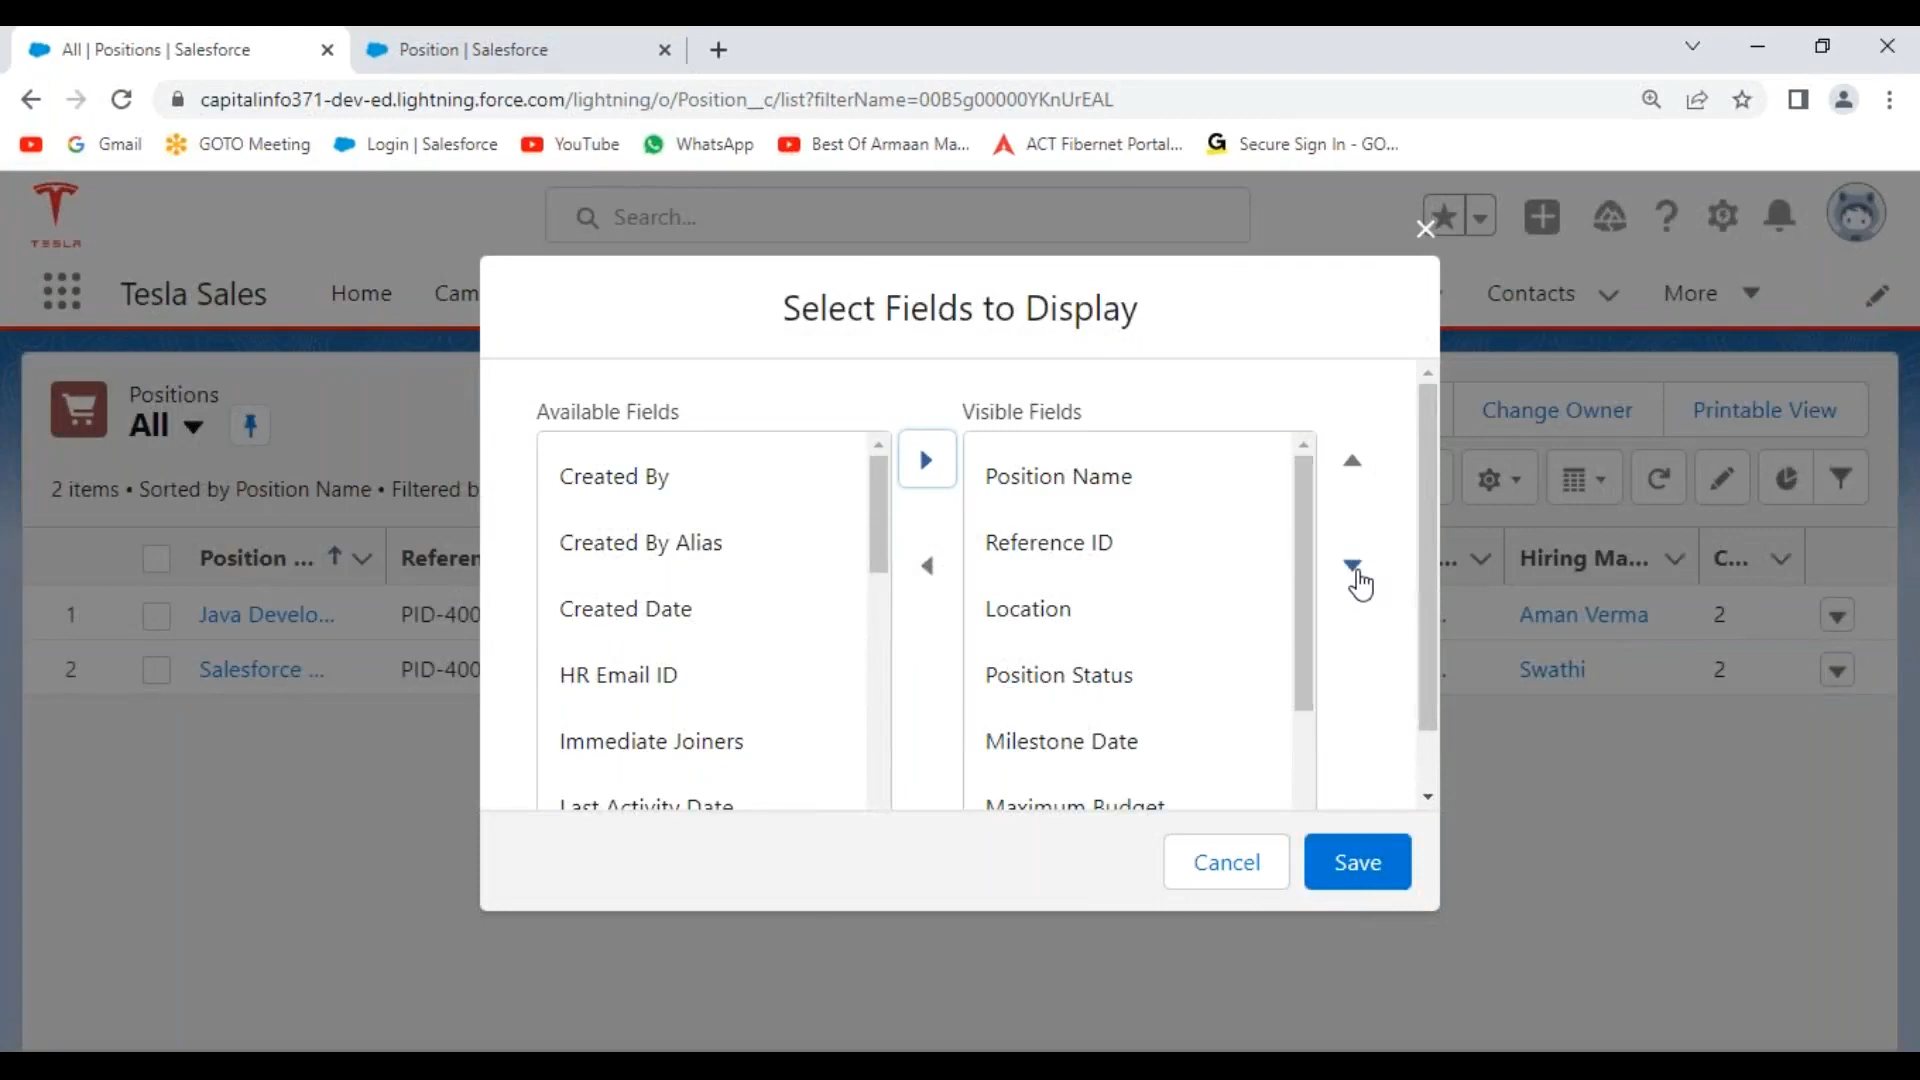 All | Positions | Salesforce
Position | Salesforce
capitalinfo371-dev-ed.lightning.force.com/lightning/o/Position__c/list?filterName=00B5g00000YKnUrEAL
Gmail GOTO Meeting Login | Salesforce YouTube WhatsApp Best Of Armaan Ma... ACT Fibernet Portal... Secure Sign In - GO...
TESLA
Search...
Tesla Sales Home Cam Contacts More
Select Fields to Display
Positions
All
Change Owner Printable View
2 items • Sorted by Position Name • Filtered b
Available Fields
Created By
Created By Alias
Created Date
HR Email ID
Immediate Joiners
Last Activity Date
Visible Fields
Position Name
Reference ID
Location
Position Status
Milestone Date
Maximum Budget
Position ... Referen ... Hiring Ma... C...
1 Java Develo... PID-400 . Aman Verma 2
2 Salesforce ... PID-400 . Swathi 2
Cancel Save